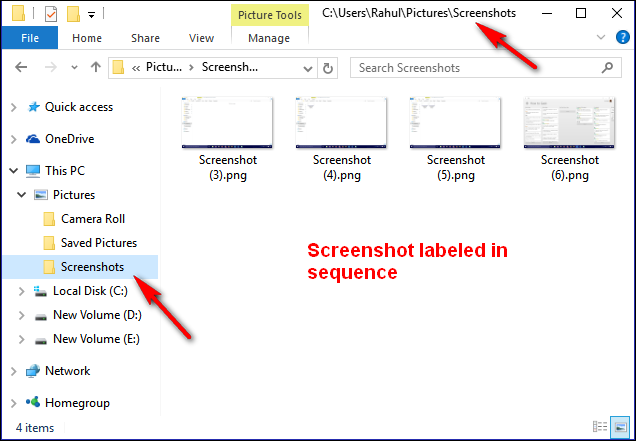 Picture Tools
C:\Users\Rahul\Pictures\Screenshots
File
Home
Share
View
Manage
« Pictu...
Screensh...
Search Screenshots
Quick access
OneDrive
This PC
Pictures
Camera Roll
Saved Pictures
Screenshots
Local Disk (C:)
New Volume (D:)
New Volume (E:)
Network
Homegroup
Screenshot
(3).png
Screenshot
(4).png
Screenshot
(5).png
Screenshot
(6).png
Screenshot labeled in
sequence
4 items